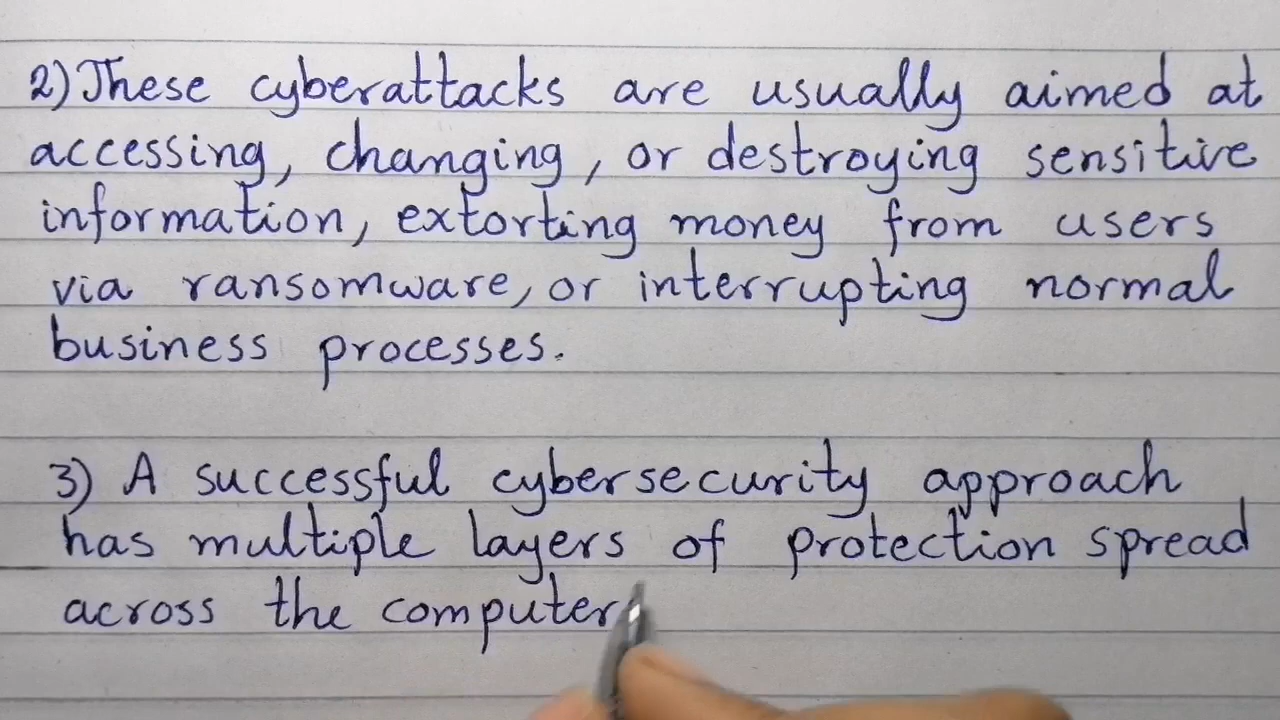 2) These cyberattacks are usually aimed at
accessing, changing, or destroying sensitive
information, extorting money from users
via ransomware, or interrupting normal
business processes.
3) A successful cybersecurity approach
has multiple layers of protection spread
across the computer